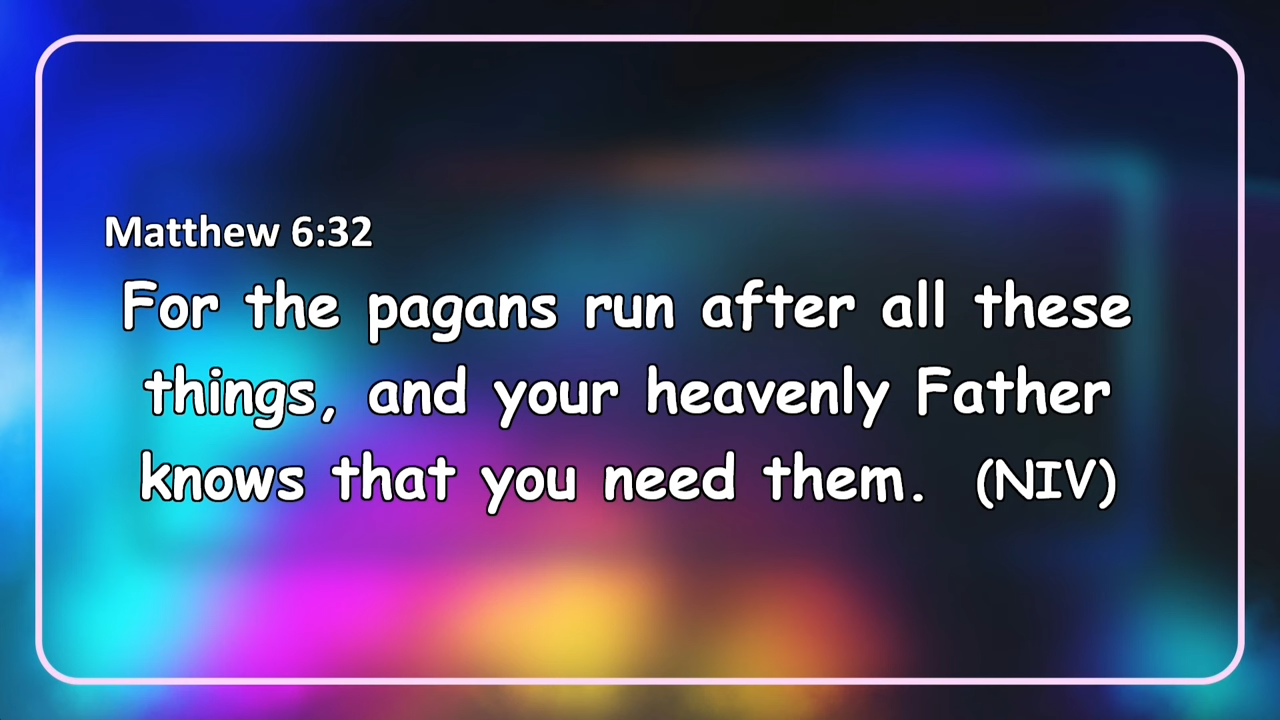 Matthew 6:32
For the pagans run after all these
things, and your heavenly Father
knows that you need them. (NIV)